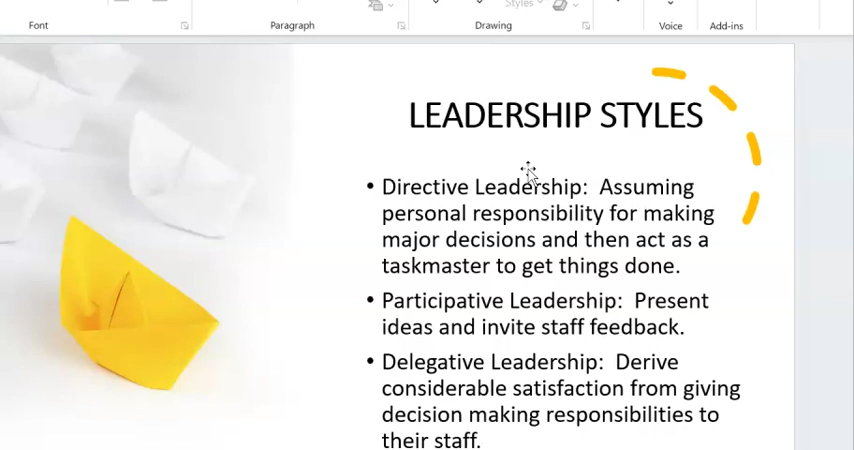 Styles
Font
Paragraph
Drawing
Voice
Add-ins
LEADERSHIP STYLES
• Directive Leadership:  Assuming
personal responsibility for making
major decisions and then act as a
taskmaster to get things done.
• Participative Leadership:  Present
ideas and invite staff feedback.
• Delegative Leadership:  Derive
considerable satisfaction from giving
decision making responsibilities to
their staff.